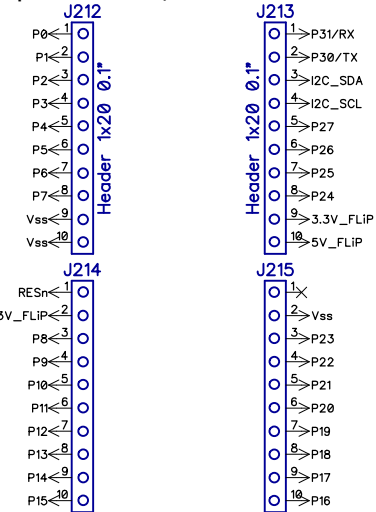 J212 J213
P0 1 1 P31/RX
P1 2 2 P30/TX
P2 3 3 I2C_SDA
P3 4 4 I2C_SCL
P4 5 5 P27
P5 6 6 P26
P6 7 7 P25
P7 8 8 P24
Vss 9 9 3.3V_FLiP
Vss 10 10 5V_FLiP
Header 1x20 0.1"
Header 1x20 0.1"
J214 J215
RESn 1 1
3V_FLiP 2 2 Vss
P8 3 3 P23
P9 4 4 P22
P10 5 5 P21
P11 6 6 P20
P12 7 7 P19
P13 8 8 P18
P14 9 9 P17
P15 10 10 P16